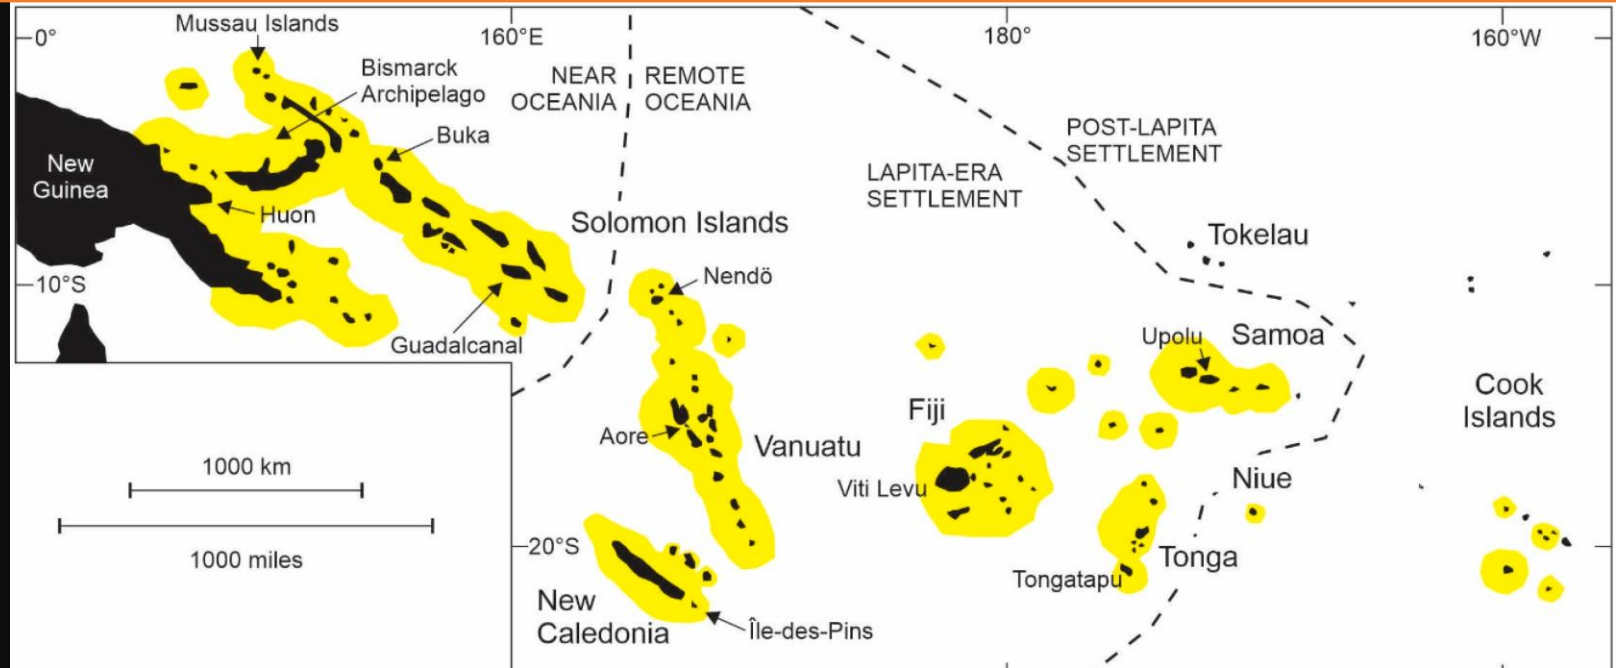 Mussau Islands
0°
160°E
180°
160°W
Bismarck
Archipelago
NEAR
OCEANIA
REMOTE
OCEANIA
Buka
POST-LAPITA
SETTLEMENT
New
Guinea
LAPITA-ERA
SETTLEMENT
Huon
Solomon Islands
Tokelau
10°S
Nendö
Guadalcanal
Upolu
Samoa
Fiji
Cook
Islands
Aore
Vanuatu
1000 km
Viti Levu
Niue
1000 miles
20°S
Tonga
Tongatapu
New
Caledonia
Île-des-Pins